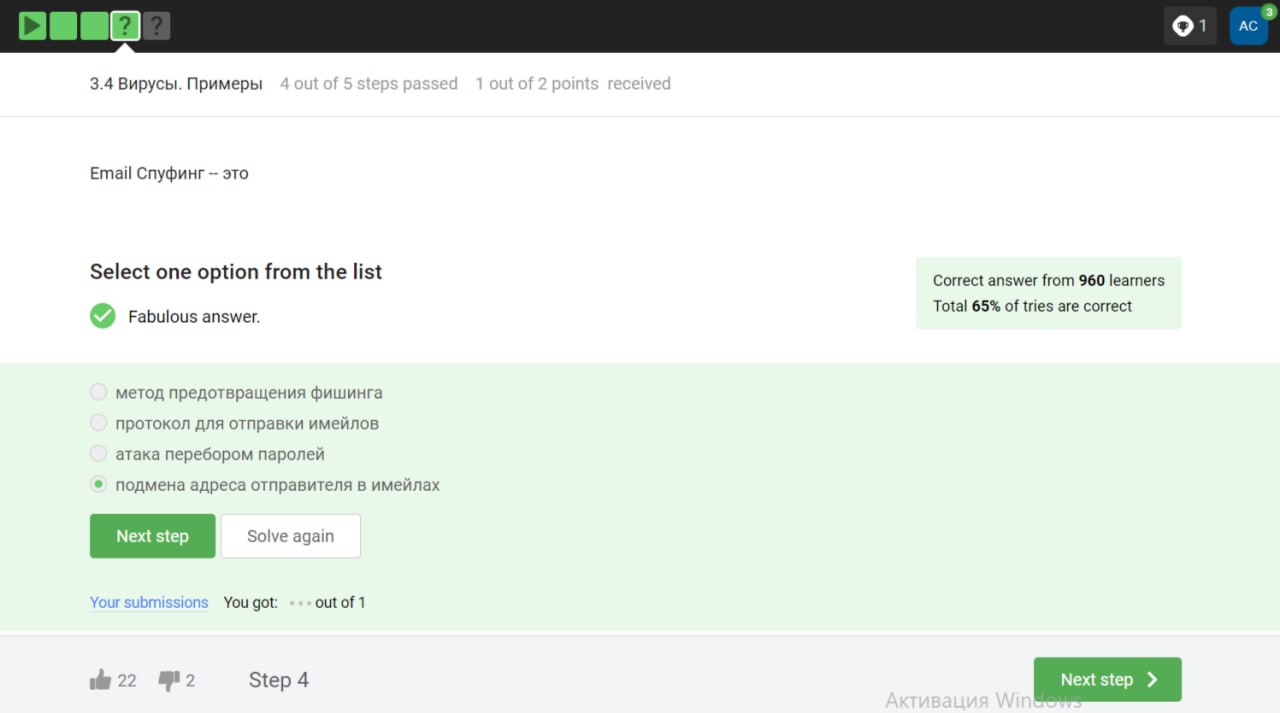 ? ?
1 AC 3
3.4 Вирусы. Примеры 4 out of 5 steps passed 1 out of 2 points received
Email Спуфинг -- это
Select one option from the list
Fabulous answer.
Correct answer from 960 learners
Total 65% of tries are correct
метод предотвращения фишинга
протокол для отправки имейлов
атака перебором паролей
подмена адреса отправителя в имейлах
Next step Solve again
Your submissions You got: out of 1
22 2 Step 4 Next step
Активация Windows